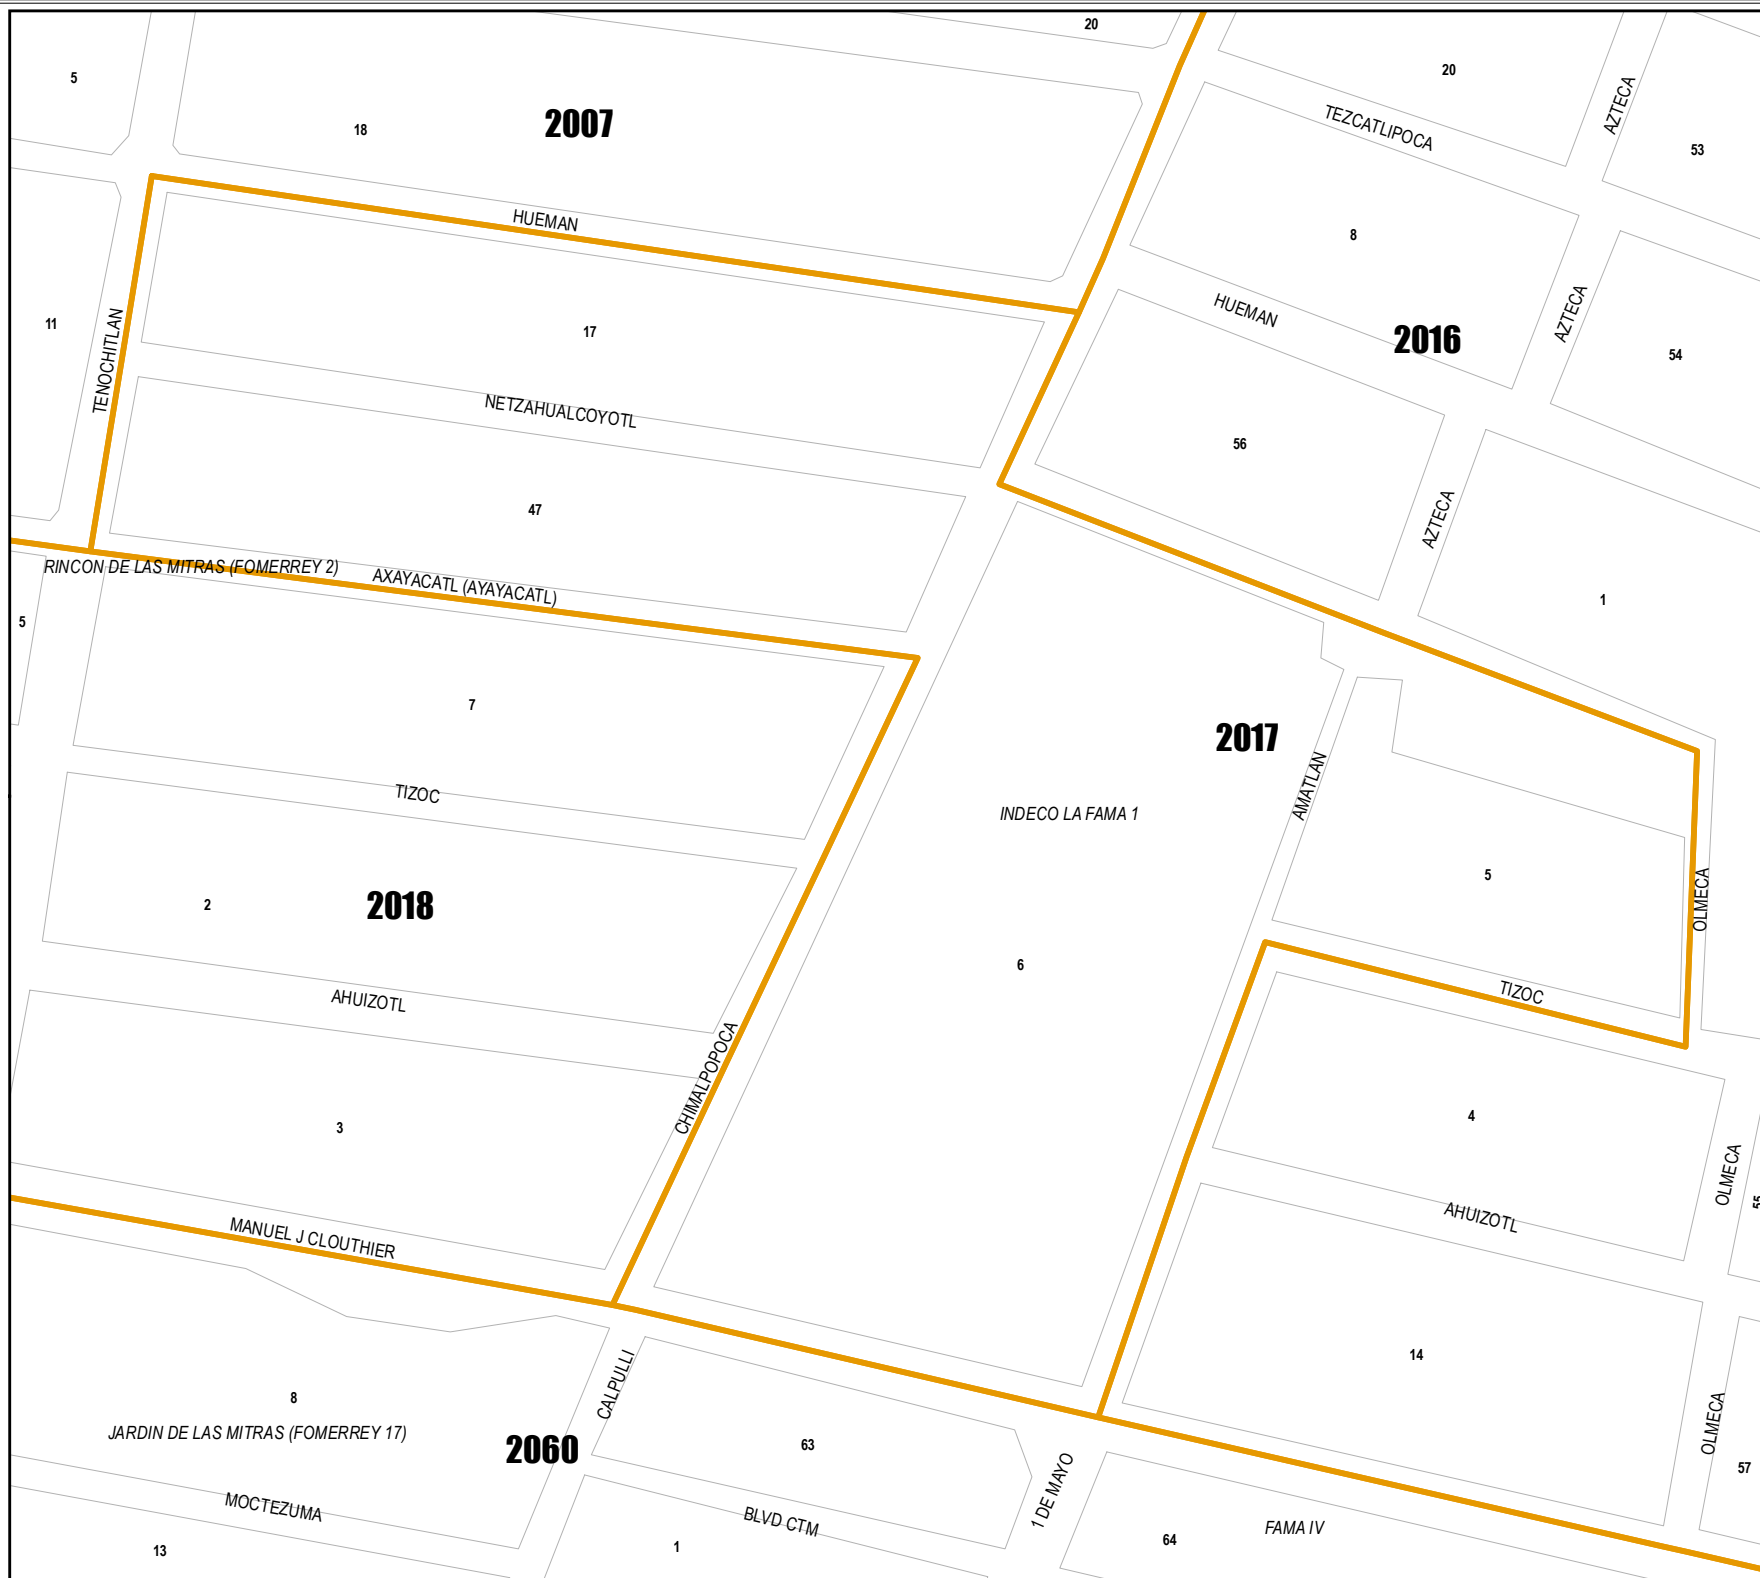 20
5
20
AZTECA
2007
18
TEZCATLIPOCA
53
HUEMAN
8
11
17
HUEMAN
AZTECA
2016
54
TENOCHITLAN
NETZAHUALCOYOTL
56
47
AZTECA
RINCON DE LAS MITRAS (FOMERREY 2)
AXAYACATL (AYAYACATL)
1
5
7
2017
TIZOC
AMATLAN
INDECO LA FAMA 1
5
2
2018
OLMECA
6
AHUIZOTL
TIZOC
CHIMALPOPOCA
3
4
OLMECA
55
AHUIZOTL
MANUEL J CLOUTHIER
14
CALPULLI
8
OLMECA
JARDIN DE LAS MITRAS (FOMERREY 17)
2060
63
57
1 DE MAYO
MOCTEZUMA
BLVD CTM
FAMA IV
13
1
64